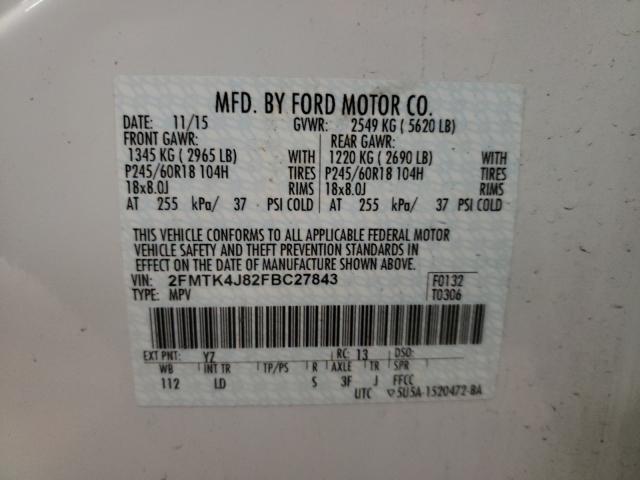 MFD. BY FORD MOTOR CO.
DATE: 11/15 GVWR: 2549 KG ( 5620 LB)
FRONT GAWR: REAR GAWR:
1345 KG ( 2965 LB) WITH 1220 KG ( 2690 LB) WITH
P245/60R18 104H TIRES P245/60R18 104H TIRES
18x8.0J RIMS 18x8.0J RIMS
AT 255 kPa/ 37 PSI COLD AT 255 kPa/ 37 PSI COLD
THIS VEHICLE CONFORMS TO ALL APPLICABLE FEDERAL MOTOR
VEHICLE SAFETY AND THEFT PREVENTION STANDARDS IN
EFFECT ON THE DATE OF MANUFACTURE SHOWN ABOVE.
VIN: 2FMTK4J82FBC27843 F0132
TYPE: MPV T0306
EXT PNT: YZ RC: 13 DSO:
WB INT TR TP/PS R AXLE TR SPR
112 LD S 3F J FFCC
UTC SU5A-1520472-BA